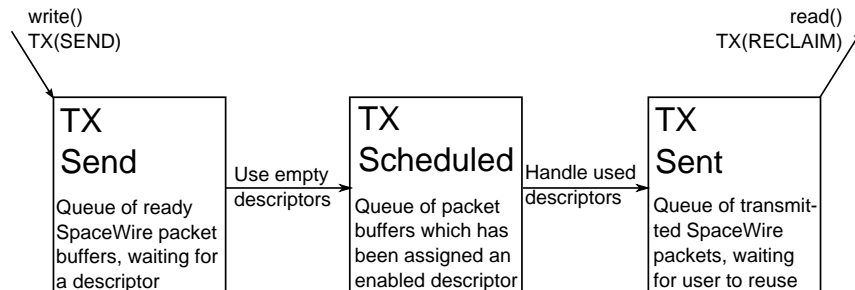 write()
TX(SEND)
read()
TX(RECLAIM)
TX
Send
Queue of ready
SpaceWire packet
buffers, waiting for
a descriptor
Use empty
descriptors
TX
Scheduled
Queue of packet
buffers which has
been assigned an
enabled descriptor
Handle used
descriptors
TX
Sent
Queue of transmit-
ted SpaceWire
packets, waiting
for user to reuse